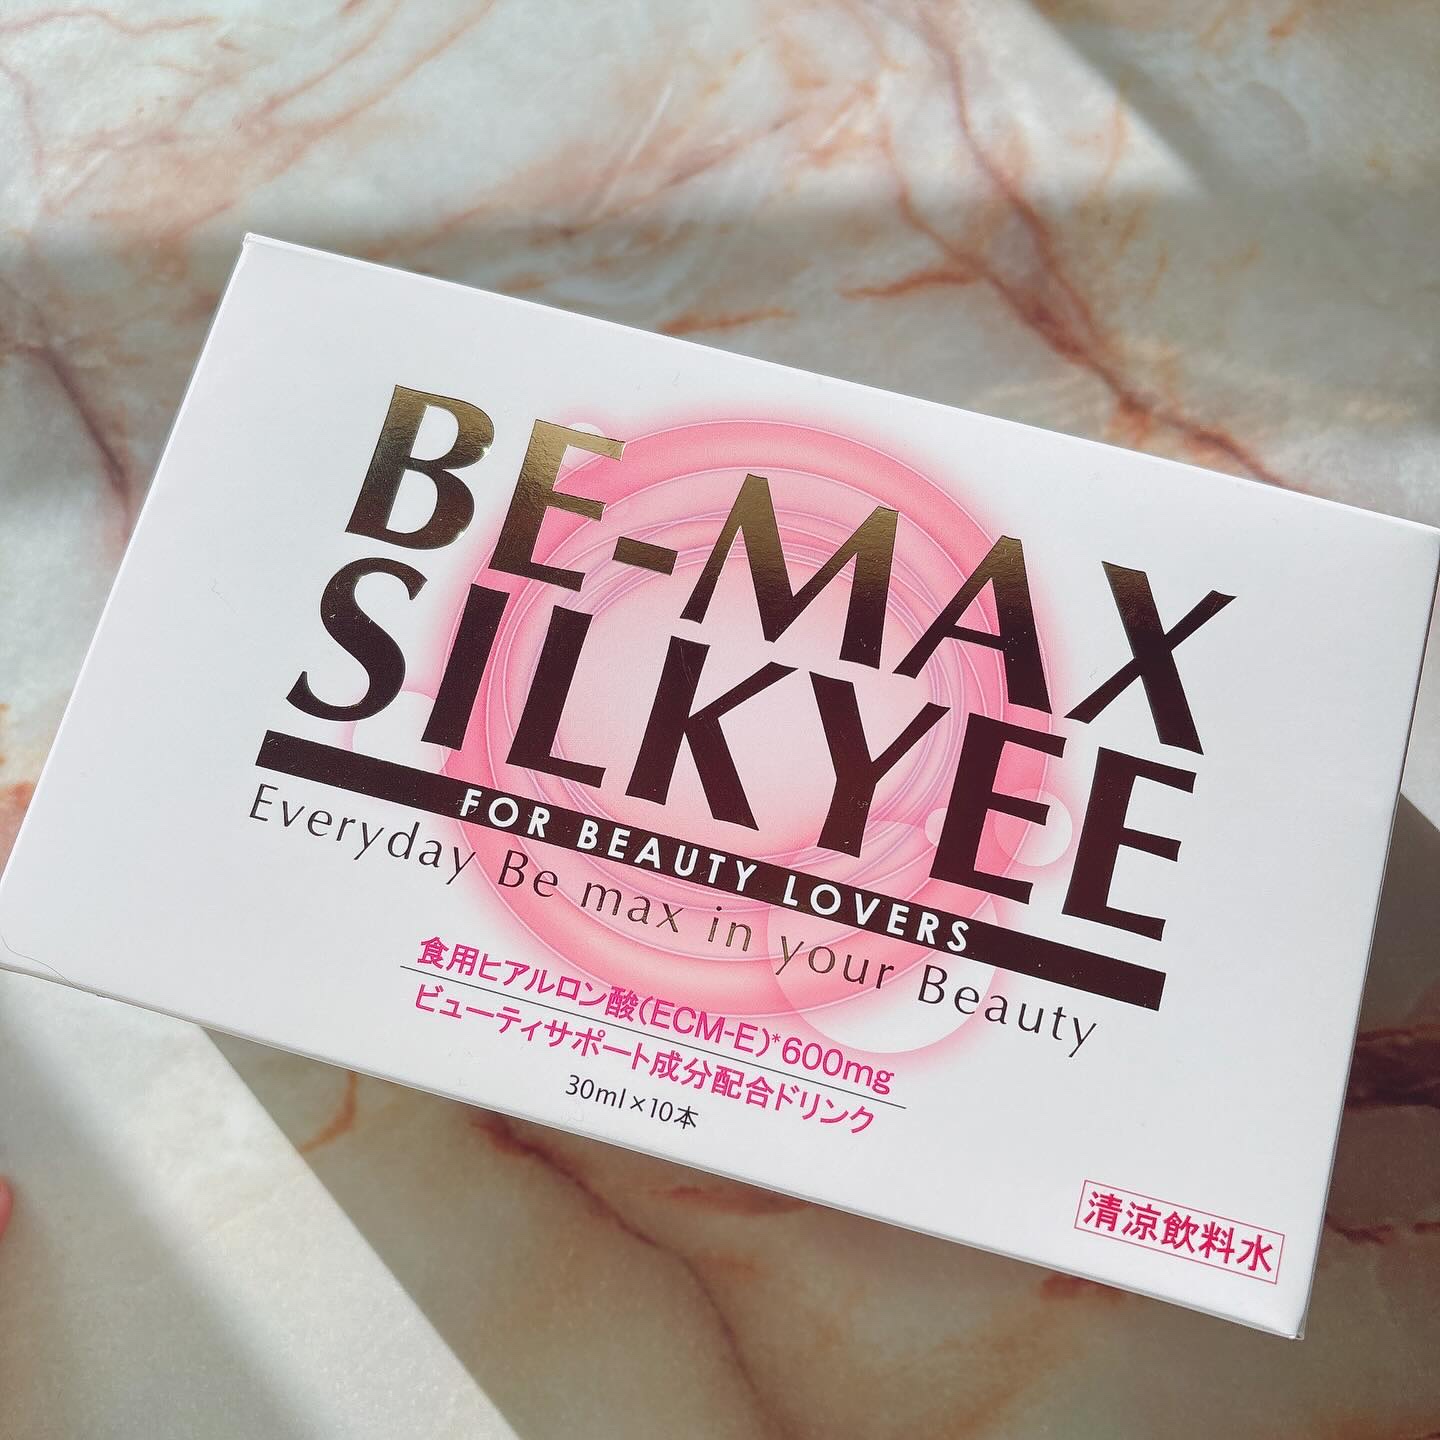 BE-MAX
SILKYEE
FOR BEAUTY LOVERS
Everyday Be max in your Beauty
食用ヒアルロン酸(ECM-E)*600mg
ビューティサポート成分配合ドリンク
30ml×10本
清涼飲料水